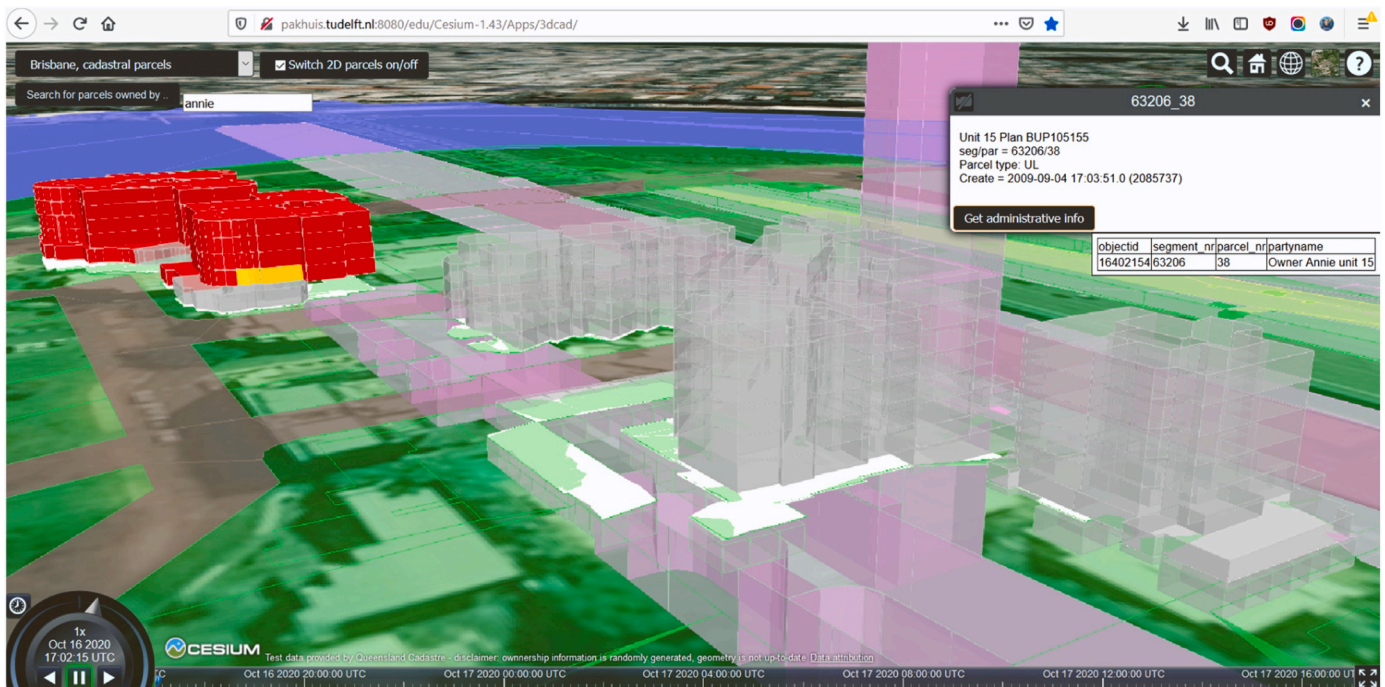 pakhuis.tudelft.nl:8080/edu/Cesium-1.43/Apps/3dcad/
Brisbane, cadastral parcels
Switch 2D parcels on/off
Search for parcels owned by ..
annie
63206_38
Unit 15 Plan BUP105155
seg/par = 63206/38
Parcel type: UL
Create = 2009-09-04 17:03:51.0 (2085737)
Get administrative info
objectid segment_nr parcel_nr partyname
16402154 63206 38 Owner Annie unit 15
1x
Oct 16 2020
17:02:15 UTC
CESIUM
Test data provided by Queensland Cadastre - disclaimer: ownnership information is randomly generated, geometry is not up-to-date. Data attribution
TC
Oct 16 2020 20:00:00 UTC
Oct 17 2020 00:00:00 UTC
Oct 17 2020 04:00:00 UTC
Oct 17 2020 08:00:00 UTC
Oct 17 2020 12:00:00 UTC
Oct 17 2020 16:00:00 UT